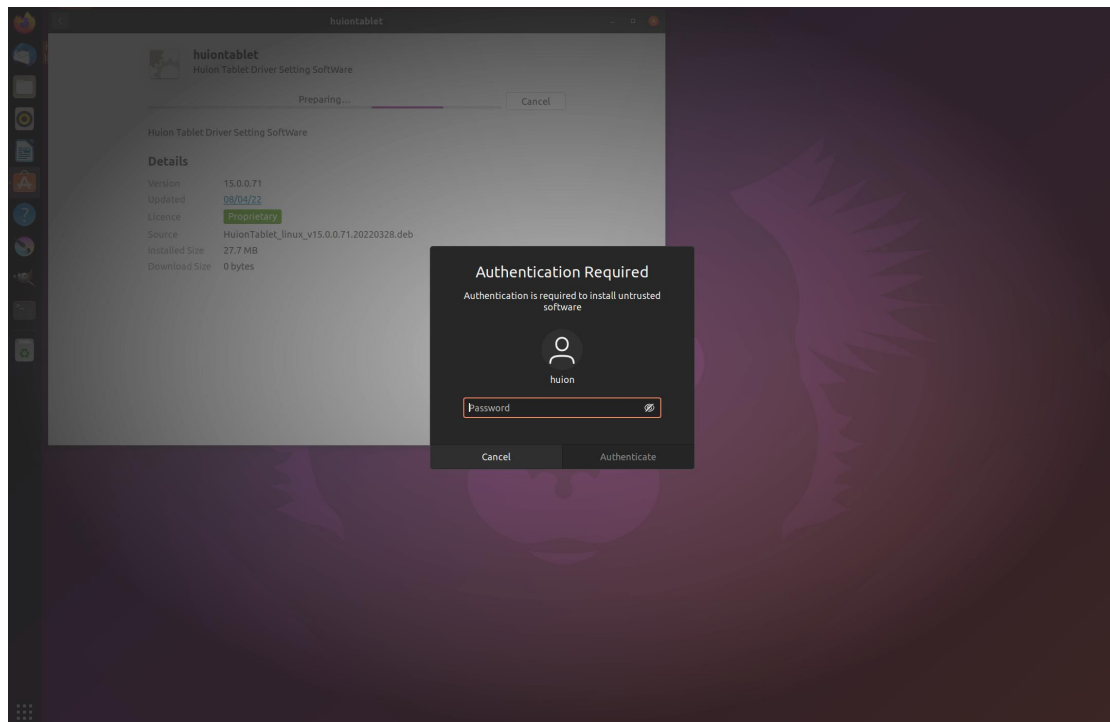 huiontablet
huiontablet
Huion Tablet Driver Setting SoftWare
Preparing...
Cancel
Huion Tablet Driver Setting SoftWare
Details
Version 15.0.0.71
Updated 08/04/22
Licence Proprietary
Source HuionTablet_linux_v15.0.0.71.20220328.deb
Installed Size 27.7 MB
Download Size 0 bytes
Authentication Required
Authentication is required to install untrusted
software
huion
Password
Cancel Authenticate